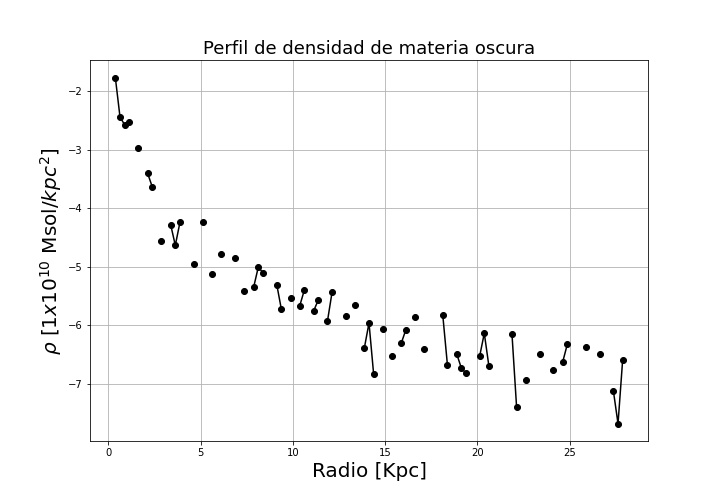 Perfil de densidad de materia oscura
ρ [1x10¹⁰ Msol/kpc²]
−2
−3
−4
−5
−6
−7
0 5 10 15 20 25
Radio [Kpc]